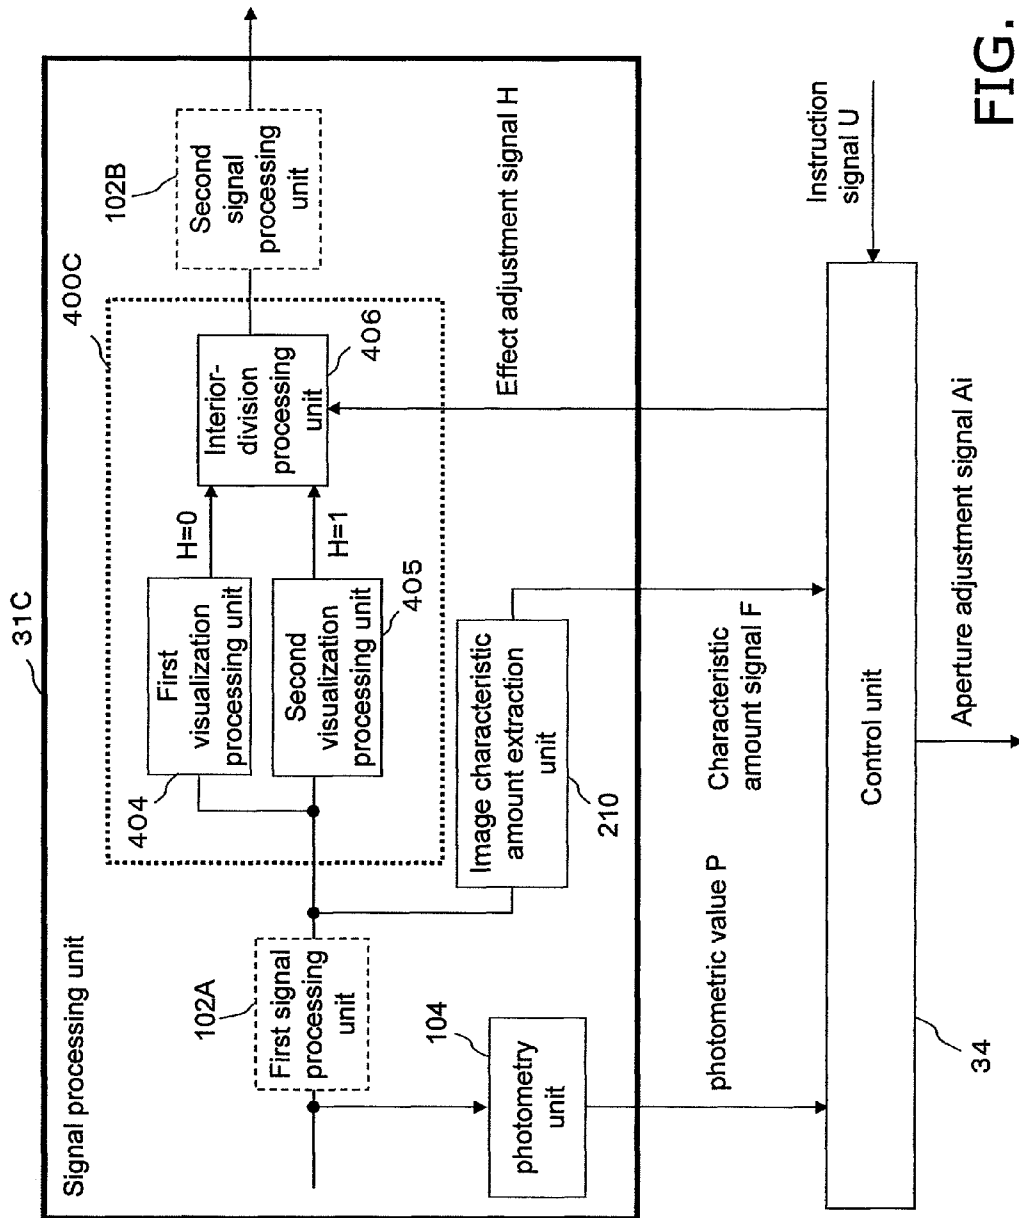 31C
Signal processing unit
400C
102B
Second
signal
processing
unit
102A
First signal
processing
unit
404
First
visualization
processing unit
H=0
Second
visualization
processing unit
405
H=1
Interior-
division
processing
unit
406
104
photometry
unit
Image characteristic
amount extraction
unit
210
Effect adjustment signal H
photometric value P
Characteristic
amount signal F
Instruction
signal U
Control unit
34
Aperture adjustment signal Ai
FIG.